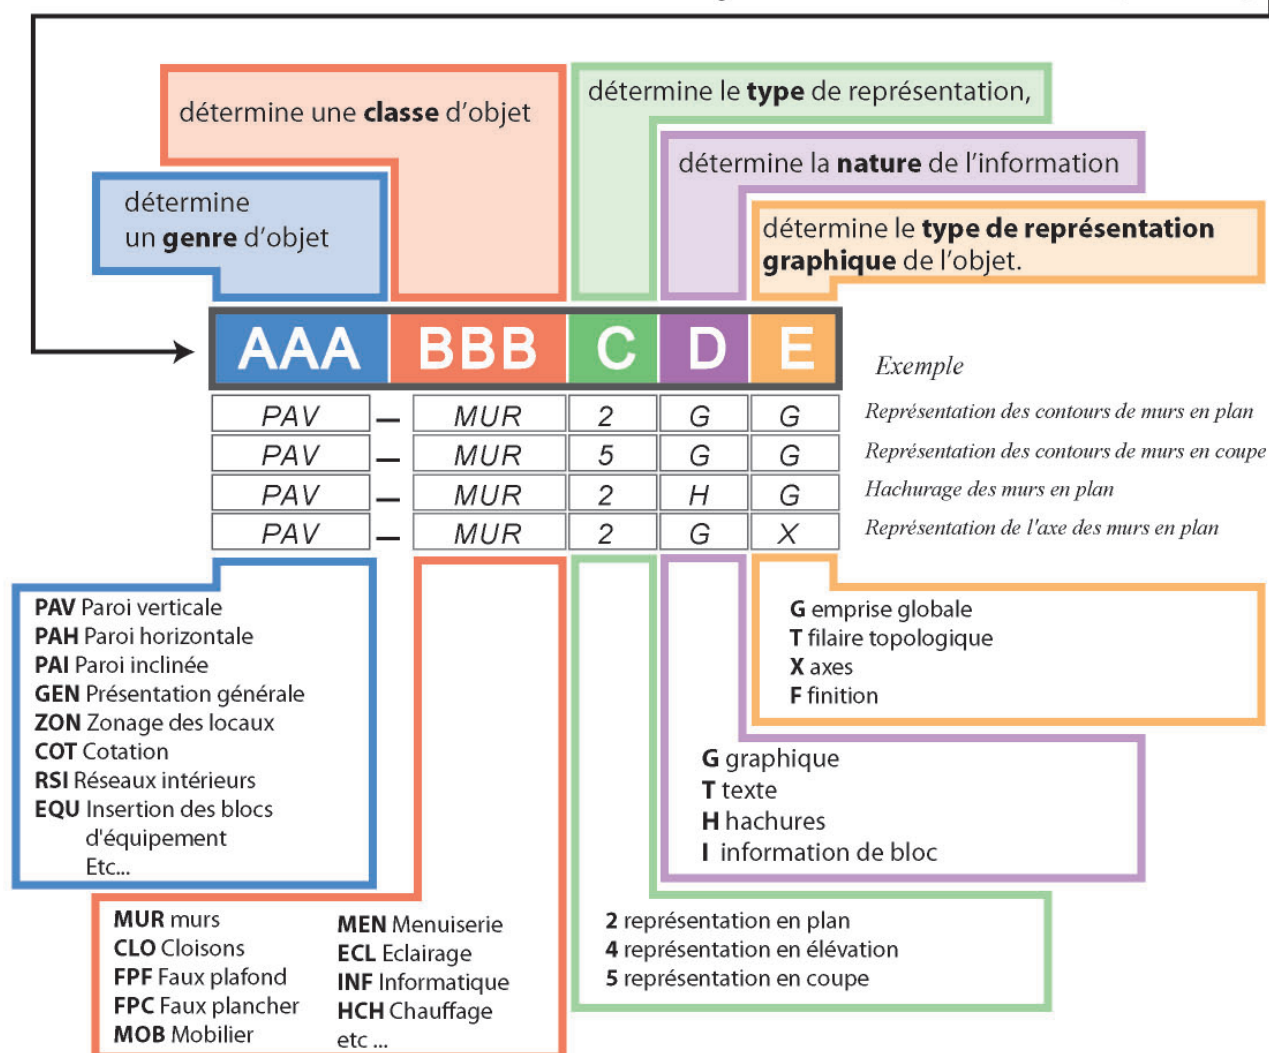 détermine une classe d'objet
détermine le type de représentation,
détermine la nature de l'information
détermine
un genre d'objet
détermine le type de représentation
graphique de l'objet.
AAA BBB C D E
Exemple
PAV – MUR 2 G G Représentation des contours de murs en plan
PAV – MUR 5 G G Représentation des contours de murs en coupe
PAV – MUR 2 H G Hachurage des murs en plan
PAV – MUR 2 G X Représentation de l'axe des murs en plan
PAV Paroi verticale
PAH Paroi horizontale
PAI Paroi inclinée
GEN Présentation générale
ZON Zonage des locaux
COT Cotation
RSI Réseaux intérieurs
EQU Insertion des blocs
d'équipement
Etc...
G emprise globale
T filaire topologique
X axes
F finition
G graphique
T texte
H hachures
I information de bloc
MUR murs
CLO Cloisons
FPF Faux plafond
FPC Faux plancher
MOB Mobilier
MEN Menuiserie
ECL Eclairage
INF Informatique
HCH Chauffage
etc ...
2 représentation en plan
4 représentation en élévation
5 représentation en coupe